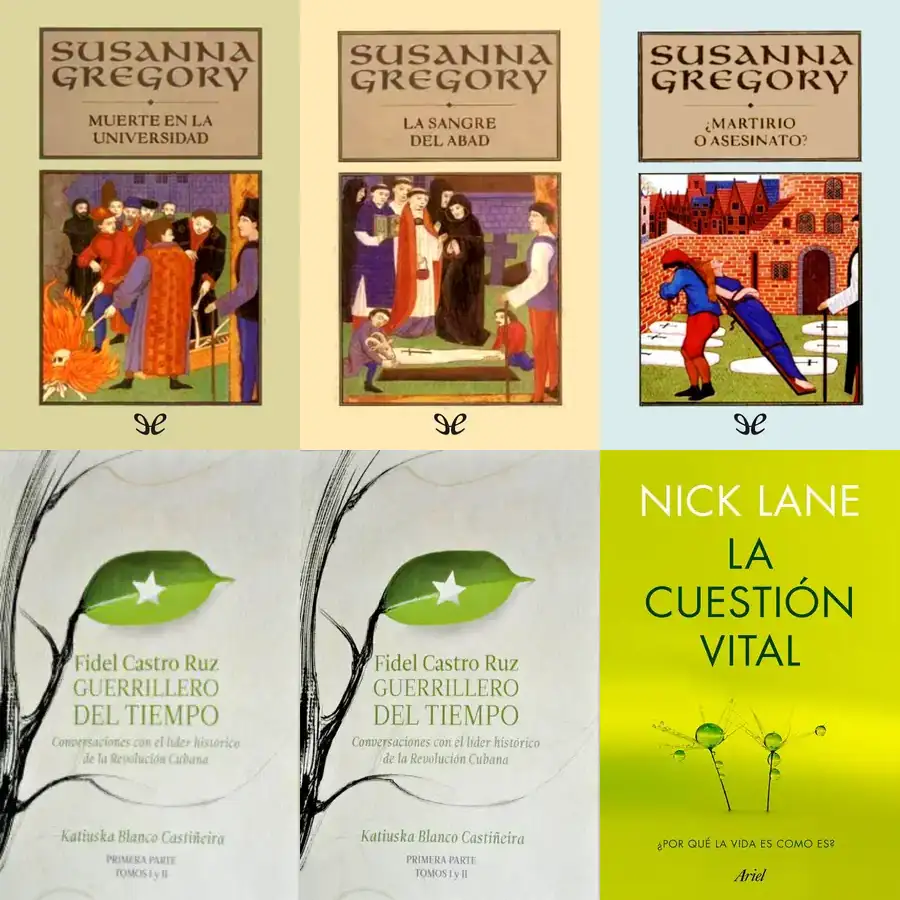 SUSANNA
GREGORY
MUERTE EN LA
UNIVERSIDAD
SUSANNA
GREGORY
LA SANGRE
DEL ABAD
SUSANNA
GREGORY
¿MARTIRIO
O ASESINATO?
Fidel Castro Ruz
GUERRILLERO
DEL TIEMPO
Conversaciones con el líder histórico
de la Revolución Cubana
Katiuska Blanco Castiñeira
PRIMERA PARTE
TOMOS I y II
Fidel Castro Ruz
GUERRILLERO
DEL TIEMPO
Conversaciones con el líder histórico
de la Revolución Cubana
Katiuska Blanco Castiñeira
PRIMERA PARTE
TOMOS I y II
NICK LANE
LA
CUESTIÓN
VITAL
¿POR QUÉ LA VIDA ES COMO ES?
Ariel